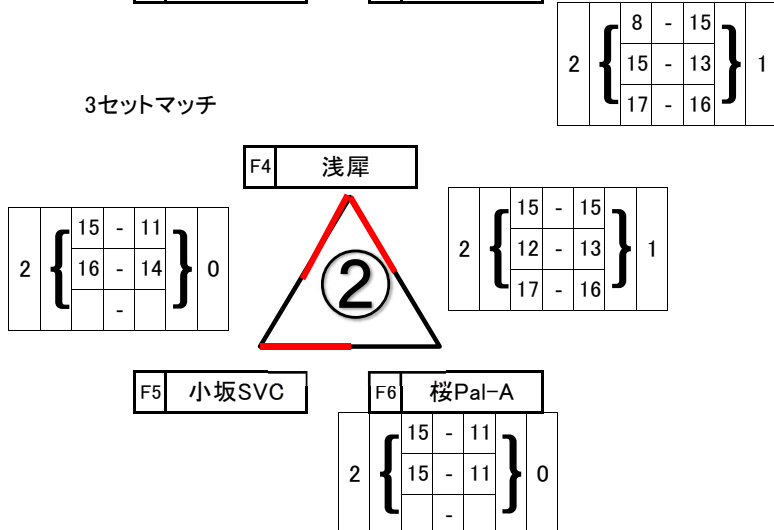 8 - 15
2 { 15 - 13 } 1
17 - 16
3セットマッチ
F4 浅犀
15 - 11
2 { 16 - 14 } 0
-
15 - 15
2 { 12 - 13 } 1
17 - 16
②
F5 小坂SVC
F6 桜Pal-A
15 - 11
2 { 15 - 11 } 0
-